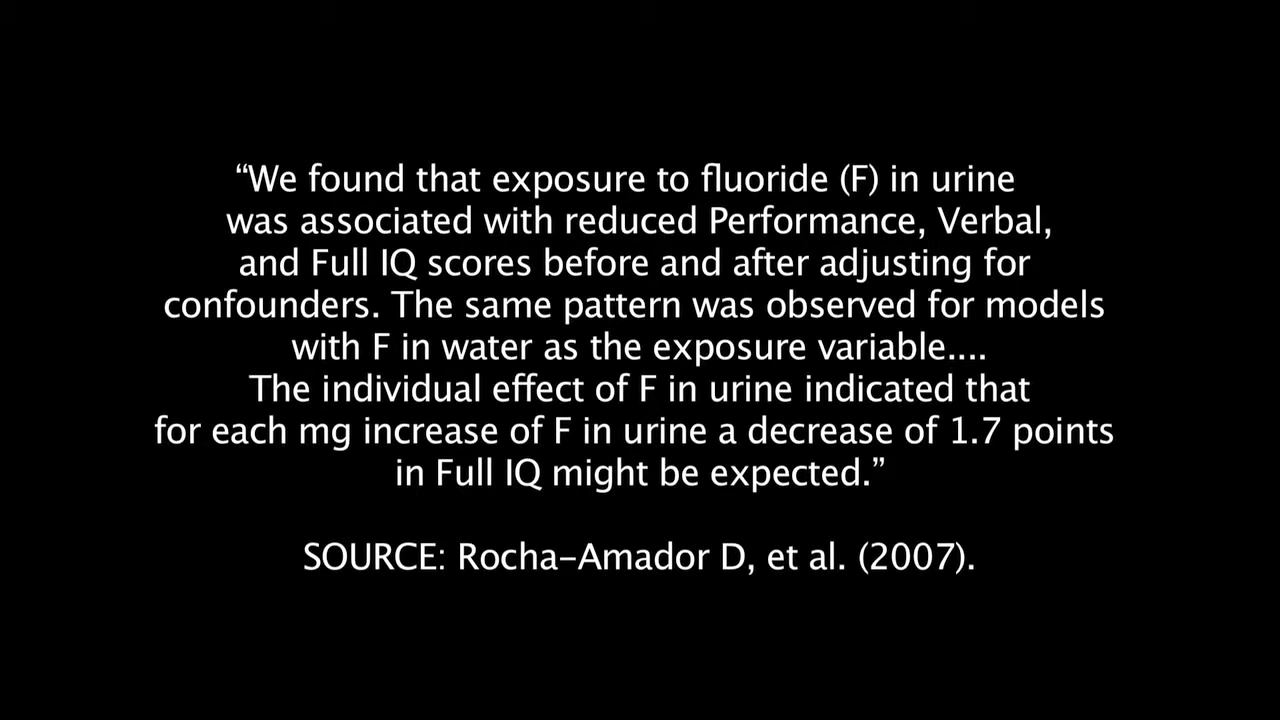 “We found that exposure to fluoride (F) in urine
was associated with reduced Performance, Verbal,
and Full IQ scores before and after adjusting for
confounders. The same pattern was observed for models
with F in water as the exposure variable....
The individual effect of F in urine indicated that
for each mg increase of F in urine a decrease of 1.7 points
in Full IQ might be expected.”
SOURCE: Rocha-Amador D, et al. (2007).